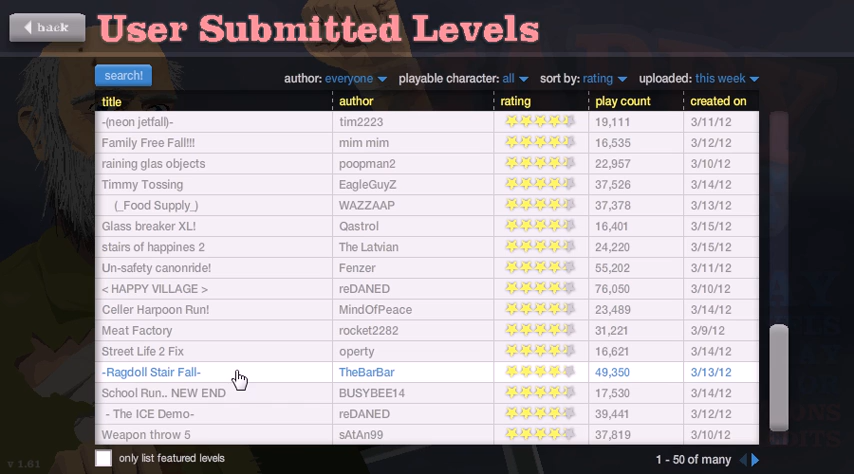 back User Submitted Levels
search! author: everyone playable character: all sort by: rating uploaded: this week
title author rating play count created on
-(neon jetfall)- tim2223 19,111 3/11/12
Family Free Fall!!! mim mim 16,535 3/12/12
raining glas objects poopman2 22,957 3/10/12
Timmy Tossing EagleGuyZ 37,526 3/14/12
(_Food Supply_) WAZZAAP 37,378 3/13/12
Glass breaker XL! Qastrol 16,401 3/15/12
stairs of happines 2 The Latvian 24,220 3/15/12
Un-safety canonride! Fenzer 55,202 3/11/12
< HAPPY VILLAGE > reDANED 76,050 3/10/12
Celler Harpoon Run! MindOfPeace 23,489 3/14/12
Meat Factory rocket2282 31,221 3/9/12
Street Life 2 Fix operty 16,621 3/14/12
-Ragdoll Stair Fall- TheBarBar 49,350 3/13/12
School Run.. NEW END BUSYBEE14 17,530 3/14/12
- The ICE Demo- reDANED 39,441 3/12/12
Weapon throw 5 sAtAn99 37,819 3/10/12
only list featured levels 1 - 50 of many
v 1.61